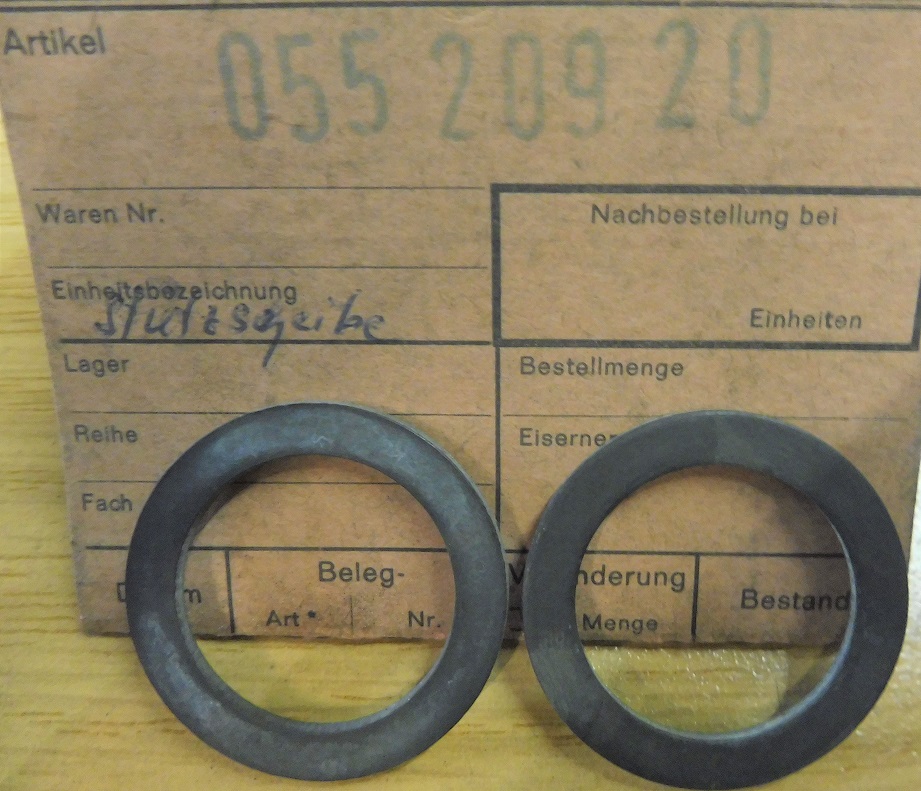 Artikel 055 209 20
Waren Nr.
Nachbestellung bei
Einheitsbezeichnung
Stützscheibe
Einheiten
Lager
Bestellmenge
Reihe
Eiserner
Fach
Beleg-
Bestand
Art *
Nr.
Menge